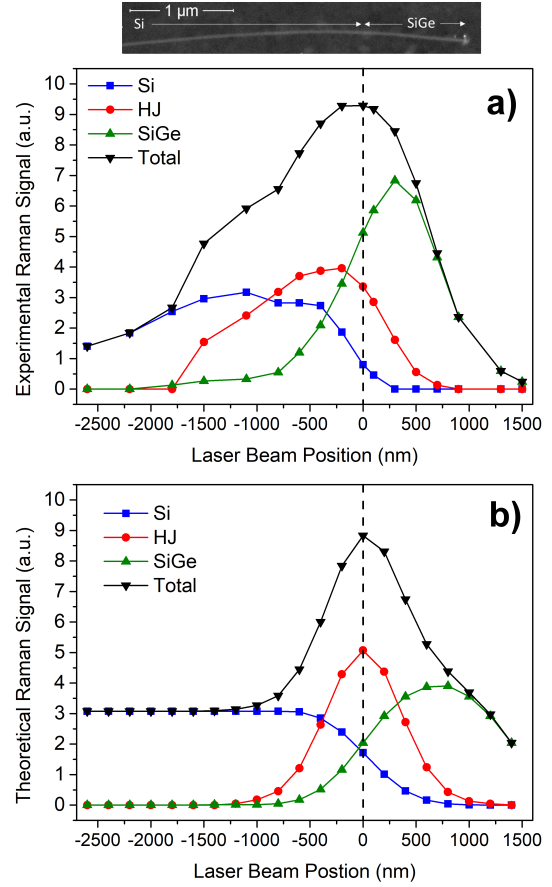 1 μm
Si
SiGe
a)
Si
HJ
SiGe
Total
Experimental Raman Signal (a.u.)
10
9
8
7
6
5
4
3
2
1
0
-2500 -2000 -1500 -1000 -500 0 500 1000 1500
Laser Beam Position (nm)
b)
Si
HJ
SiGe
Total
Theoretical Raman Signal (a.u.)
10
9
8
7
6
5
4
3
2
1
0
-2500 -2000 -1500 -1000 -500 0 500 1000 1500
Laser Beam Postion (nm)